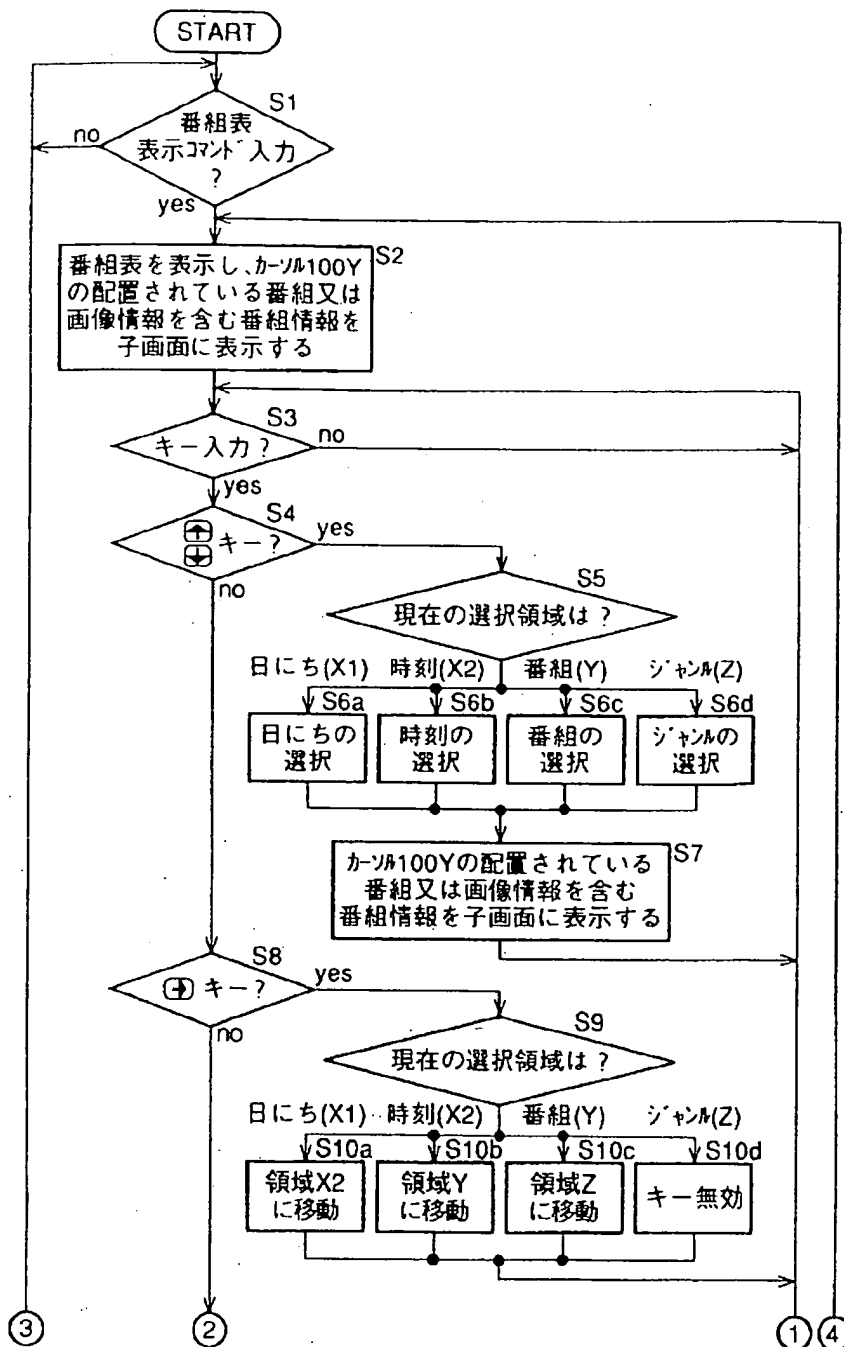 START
S1
番組表
表示コマンド入力
?
no
yes
S2
番組表を表示し、カーソル100Y
の配置されている番組又は
画像情報を含む番組情報を
子画面に表示する
S3
キー入力?
no
yes
S4
↑
↓
キー?
yes
no
S5
現在の選択領域は?
日にち(X1) 時刻(X2) 番組(Y) ジャンル(Z)
S6a S6b S6c S6d
日にちの
選択
時刻の
選択
番組の
選択
ジャンルの
選択
S7
カーソル100Yの配置されている
番組又は画像情報を含む
番組情報を子画面に表示する
S8
→ キー?
yes
no
S9
現在の選択領域は?
日にち(X1) 時刻(X2) 番組(Y) ジャンル(Z)
S10a S10b S10c S10d
領域X2
に移動
領域Y
に移動
領域Z
に移動
キー無効
③ ② ① ④